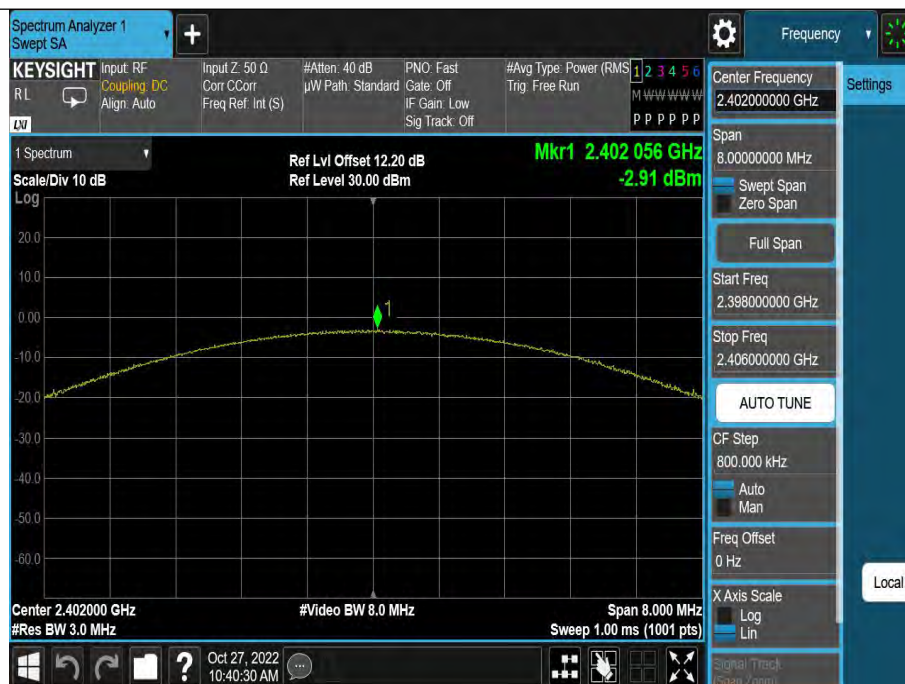 Spectrum Analyzer 1
Swept SA
+
Frequency
KEYSIGHT
R L
LXI
Input: RF
Coupling: DC
Align: Auto
Input Z: 50 Ω
Corr CCorr
Freq Ref: Int (S)
#Atten: 40 dB
µW Path: Standard
PNO: Fast
Gate: Off
IF Gain: Low
Sig Track: Off
#Avg Type: Power (RMS
Trig: Free Run
1 2 3 4 5 6
M W W W W W
P P P P P P
1 Spectrum
Scale/Div 10 dB
Log
Ref Lvl Offset 12.20 dB
Ref Level 30.00 dBm
Mkr1 2.402 056 GHz
-2.91 dBm
20.0
10.0
0.00
-10.0
-20.0
-30.0
-40.0
-50.0
-60.0
1
Center 2.402000 GHz
#Res BW 3.0 MHz
#Video BW 8.0 MHz
Span 8.000 MHz
Sweep 1.00 ms (1001 pts)
Center Frequency
2.402000000 GHz
Settings
Span
8.00000000 MHz
Swept Span
Zero Span
Full Span
Start Freq
2.398000000 GHz
Stop Freq
2.406000000 GHz
AUTO TUNE
CF Step
800.000 kHz
Auto
Man
Freq Offset
0 Hz
X Axis Scale
Log
Lin
Local
Signal Track
(Span Zoom)
?
Oct 27, 2022
10:40:30 AM